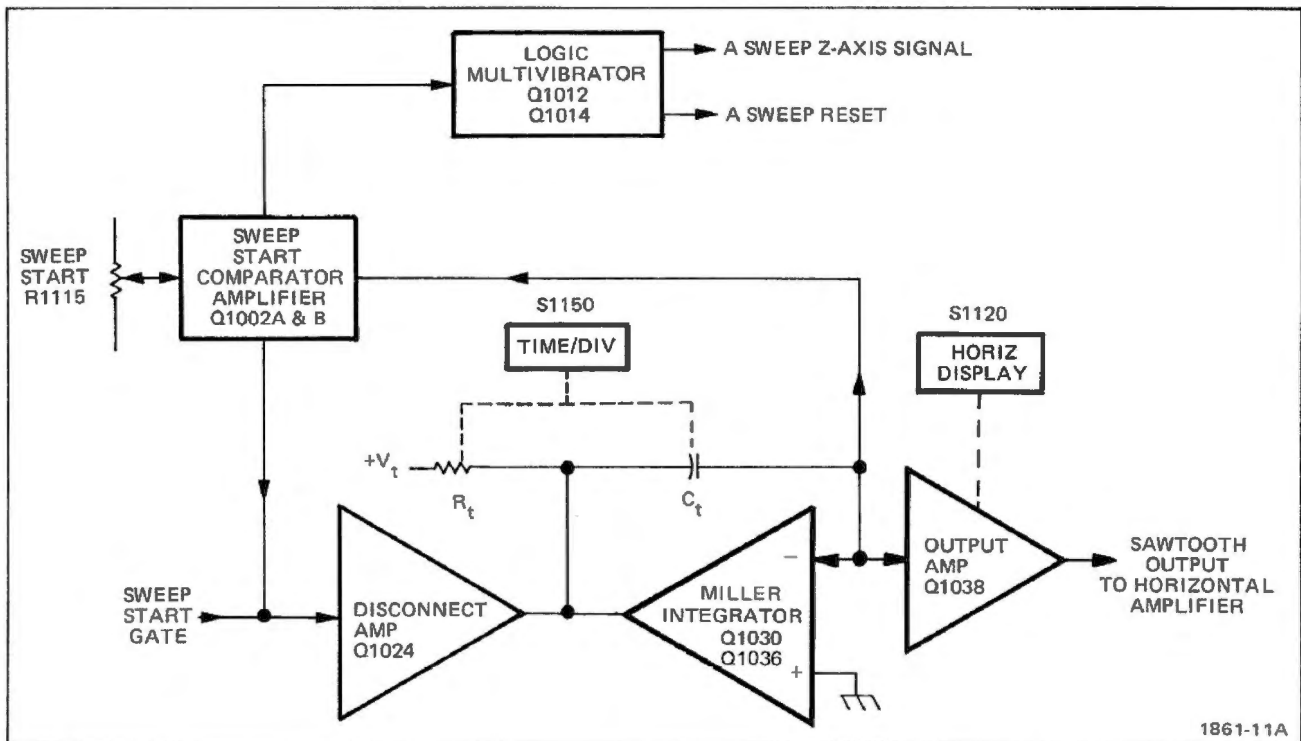 LOGIC
MULTIVIBRATOR
Q1012
Q1014
A SWEEP Z-AXIS SIGNAL
A SWEEP RESET
SWEEP
START
R1115
SWEEP
START
COMPARATOR
AMPLIFIER
Q1002A & B
S1150
TIME/DIV
S1120
HORIZ
DISPLAY
+Vt
Rt
Ct
SWEEP
START
GATE
DISCONNECT
AMP
Q1024
−
MILLER
INTEGRATOR
Q1030
Q1036
+
OUTPUT
AMP
Q1038
SAWTOOTH
OUTPUT
TO HORIZONTAL
AMPLIFIER
1861-11A